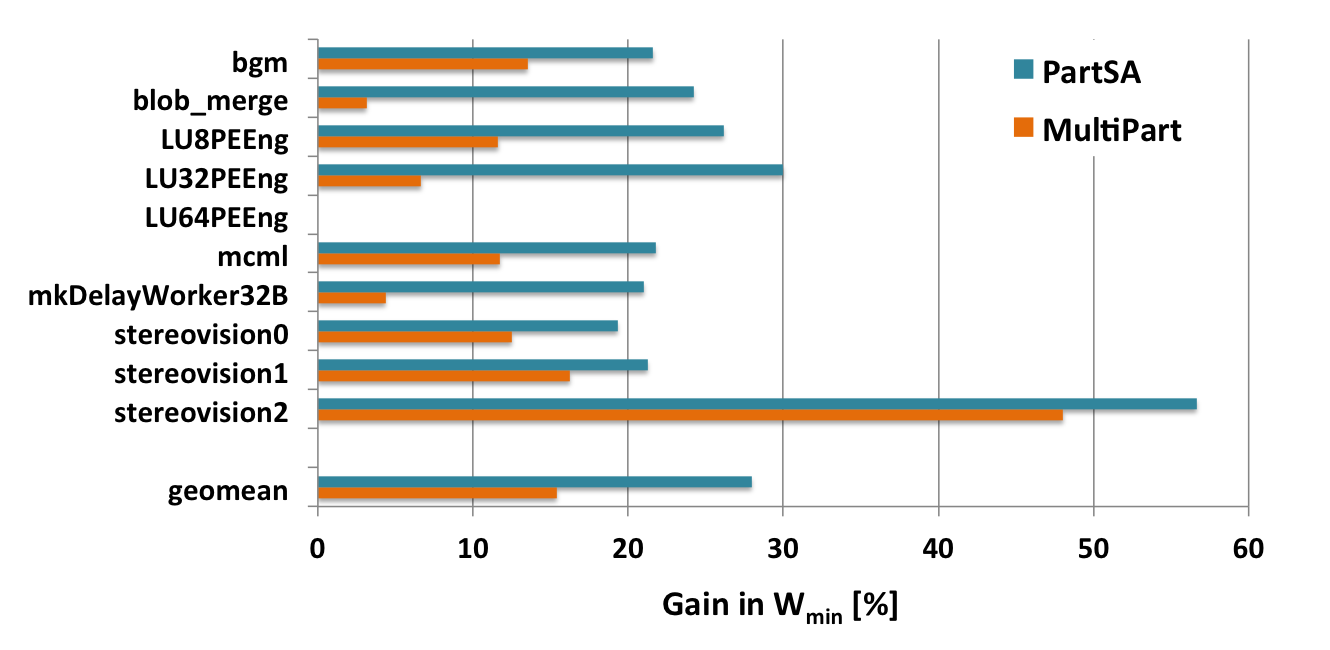 bgm
blob_merge
LU8PEEng
LU32PEEng
LU64PEEng
mcml
mkDelayWorker32B
stereovision0
stereovision1
stereovision2
geomean
PartSA
MultiPart
0 10 20 30 40 50 60
Gain in Wmin [%]